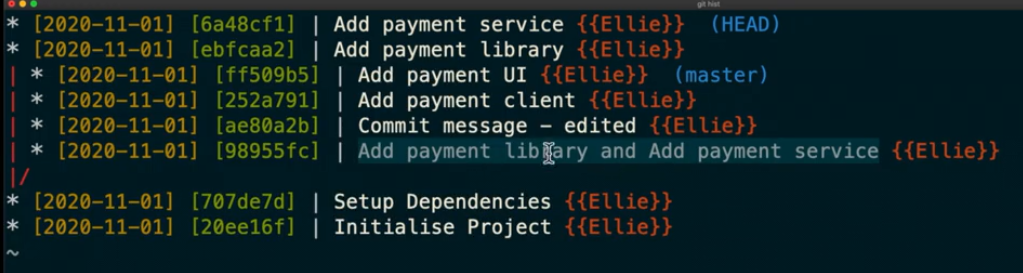 git hist
* [2020-11-01] [6a48cf1] | Add payment service {{Ellie}} (HEAD)
* [2020-11-01] [ebfcaa2] | Add payment library {{Ellie}}
| * [2020-11-01] [ff509b5] | Add payment UI {{Ellie}} (master)
| * [2020-11-01] [252a791] | Add payment client {{Ellie}}
| * [2020-11-01] [ae80a2b] | Commit message – edited {{Ellie}}
| * [2020-11-01] [98955fc] | Add payment library and Add payment service {{Ellie}}
|/
* [2020-11-01] [707de7d] | Setup Dependencies {{Ellie}}
* [2020-11-01] [20ee16f] | Initialise Project {{Ellie}}
~